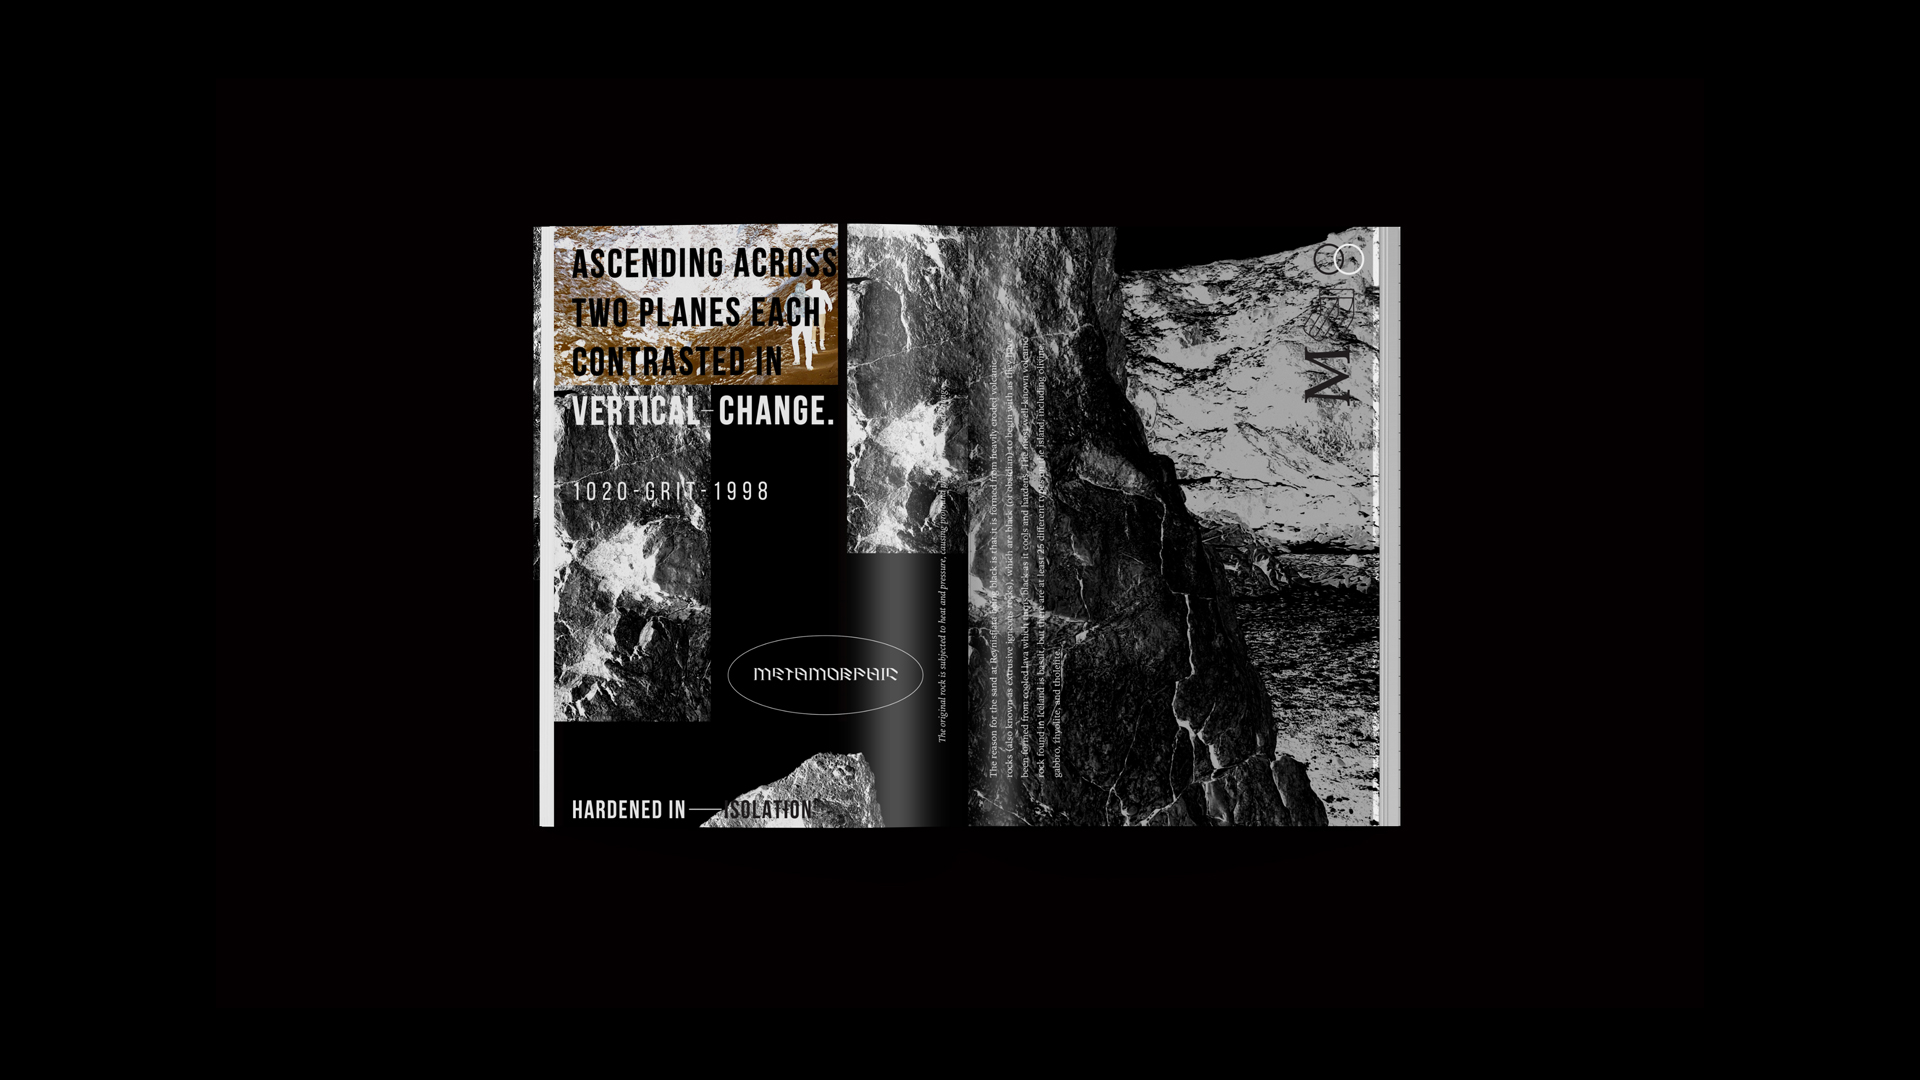 ASCENDING ACROSS
TWO PLANES EACH
CONTRASTED IN
VERTICAL-CHANGE.
1020-GRIT-1998
METAMORPHIC
HARDENED IN — ISOLATION
The original rock is subjected to heat and pressure, causing
The reason for the sand at Reynisfjara being black is that it is formed from heavily eroded volcanic
rocks (also known as extrusive igneous rocks), which are black (or obsidian) to begin with as they've
been formed from cooled lava which turns black as it cools and hardens. The most well-known volcanic
rock found in Iceland is basalt, but there are at least 25 different types on the island, including olivine,
gabbro, rhyolite, and tholeiite.
M